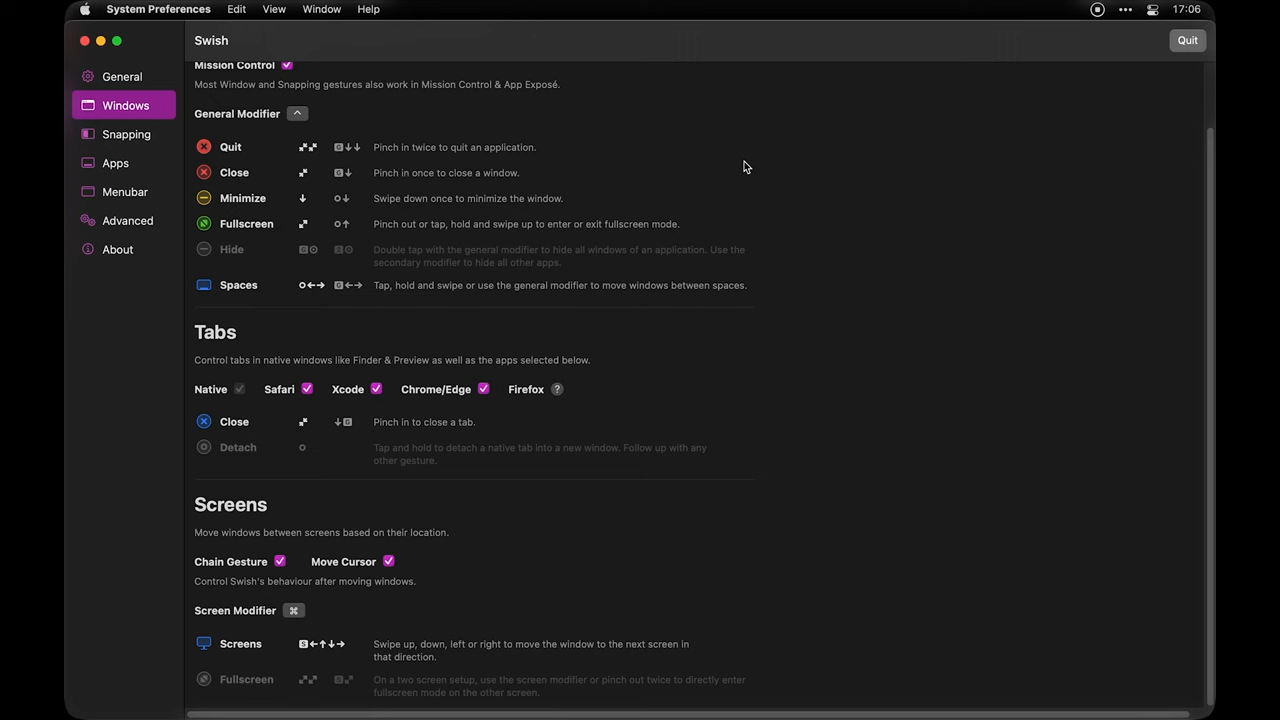 System Preferences Edit View Window Help 17:06
Swish Quit
General
Windows
Snapping
Apps
Menubar
Advanced
About
Mission Control
Most Window and Snapping gestures also work in Mission Control & App Exposé.
General Modifier ^
Quit G↓↓ Pinch in twice to quit an application.
Close G↓ Pinch in once to close a window.
Minimize ↓ ↓ Swipe down once to minimize the window.
Fullscreen ↑ Pinch out or tap, hold and swipe up to enter or exit fullscreen mode.
Hide G Double tap with the general modifier to hide all windows of an application. Use the
secondary modifier to hide all other apps.
Spaces ←→ G←→ Tap, hold and swipe or use the general modifier to move windows between spaces.
Tabs
Control tabs in native windows like Finder & Preview as well as the apps selected below.
Native Safari Xcode Chrome/Edge Firefox ?
Close ↓G Pinch in to close a tab.
Detach Tap and hold to detach a native tab into a new window. Follow up with any
other gesture.
Screens
Move windows between screens based on their location.
Chain Gesture Move Cursor
Control Swish's behaviour after moving windows.
Screen Modifier ⌘
Screens S←↑↓→ Swipe up, down, left or right to move the window to the next screen in
that direction.
Fullscreen S On a two screen setup, use the screen modifier or pinch out twice to directly enter
fullscreen mode on the other screen.